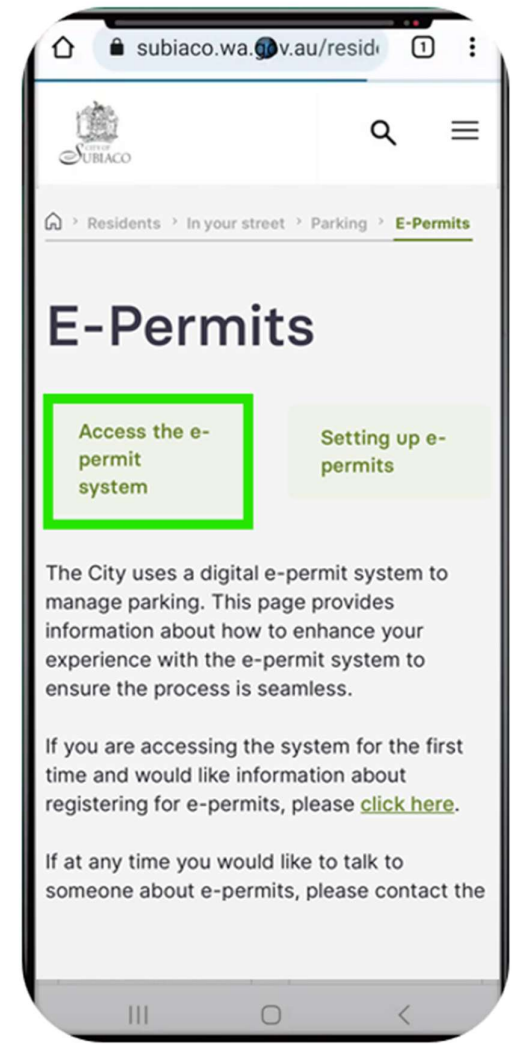 subiaco.wa.gov.au/reside
1
CITY OF
SUBIACO
Residents > In your street > Parking > E-Permits
E-Permits
Access the e-
permit
system
Setting up e-
permits
The City uses a digital e-permit system to
manage parking. This page provides
information about how to enhance your
experience with the e-permit system to
ensure the process is seamless.
If you are accessing the system for the first
time and would like information about
registering for e-permits, please click here.
If at any time you would like to talk to
someone about e-permits, please contact the